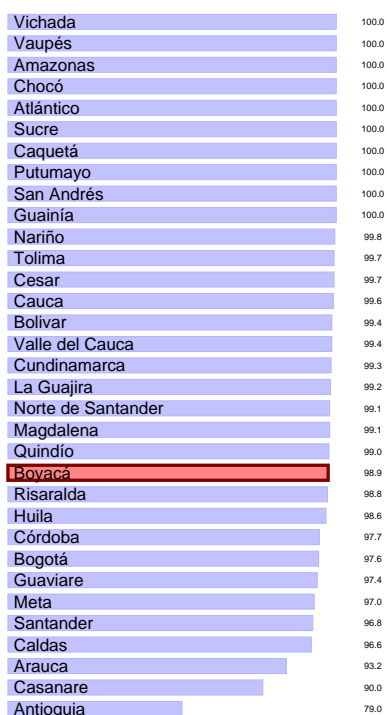 Vichada 100.0
Vaupés 100.0
Amazonas 100.0
Chocó 100.0
Atlántico 100.0
Sucre 100.0
Caquetá 100.0
Putumayo 100.0
San Andrés 100.0
Guainía 100.0
Nariño 99.8
Tolima 99.7
Cesar 99.7
Cauca 99.6
Bolivar 99.4
Valle del Cauca 99.4
Cundinamarca 99.3
La Guajira 99.2
Norte de Santander 99.1
Magdalena 99.1
Quindío 99.0
Boyacá 98.9
Risaralda 98.8
Huila 98.6
Córdoba 97.7
Bogotá 97.6
Guaviare 97.4
Meta 97.0
Santander 96.8
Caldas 96.6
Arauca 93.2
Casanare 90.0
Antioquia 79.0